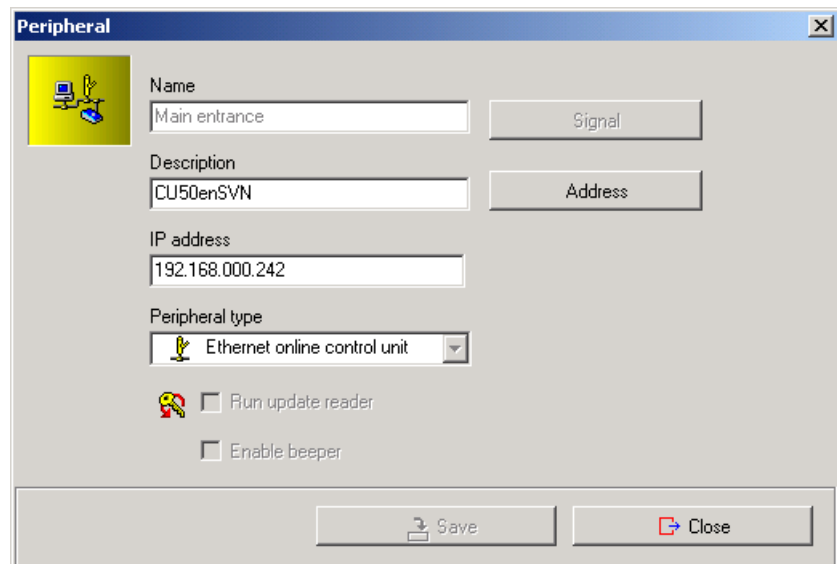 Peripheral
Name
Main entrance
Signal
Description
CU50enSVN
Address
IP address
192.168.000.242
Peripheral type
Ethernet online control unit
Run update reader
Enable beeper
Save
Close